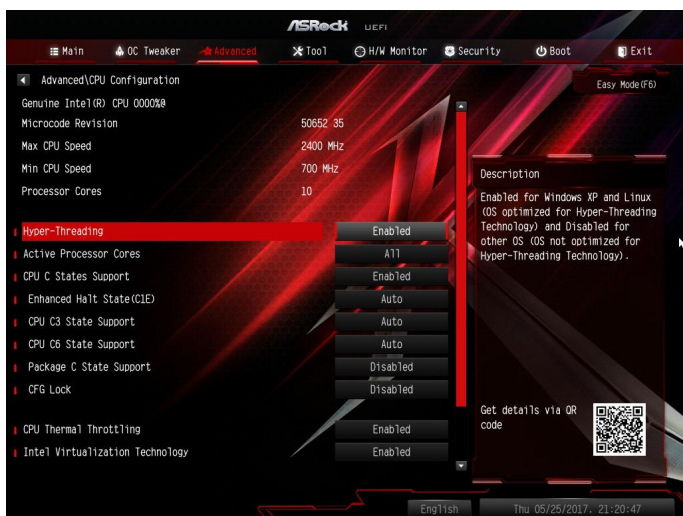 ASRock UEFI
Main OC Tweaker Advanced Tool H/W Monitor Security Boot Exit
Advanced\CPU Configuration
Easy Mode(F6)
Genuine Intel(R) CPU 0000%@
Microcode Revision 50652 35
Max CPU Speed 2400 MHz
Min CPU Speed 700 MHz
Processor Cores 10
Hyper-Threading Enabled
Active Processor Cores All
CPU C States Support Enabled
Enhanced Halt State(C1E) Auto
CPU C3 State Support Auto
CPU C6 State Support Auto
Package C State Support Disabled
CFG Lock Disabled
CPU Thermal Throttling Enabled
Intel Virtualization Technology Enabled
Description
Enabled for Windows XP and Linux
(OS optimized for Hyper-Threading
Technology) and Disabled for
other OS (OS not optimized for
Hyper-Threading Technology).
Get details via QR
code
English
Thu 05/25/2017. 21:20:47